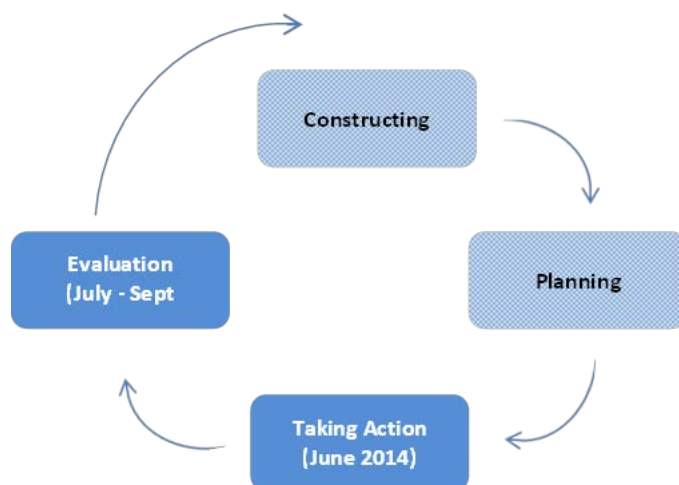 Constructing
Planning
Taking Action
(June 2014)
Evaluation
(July - Sept